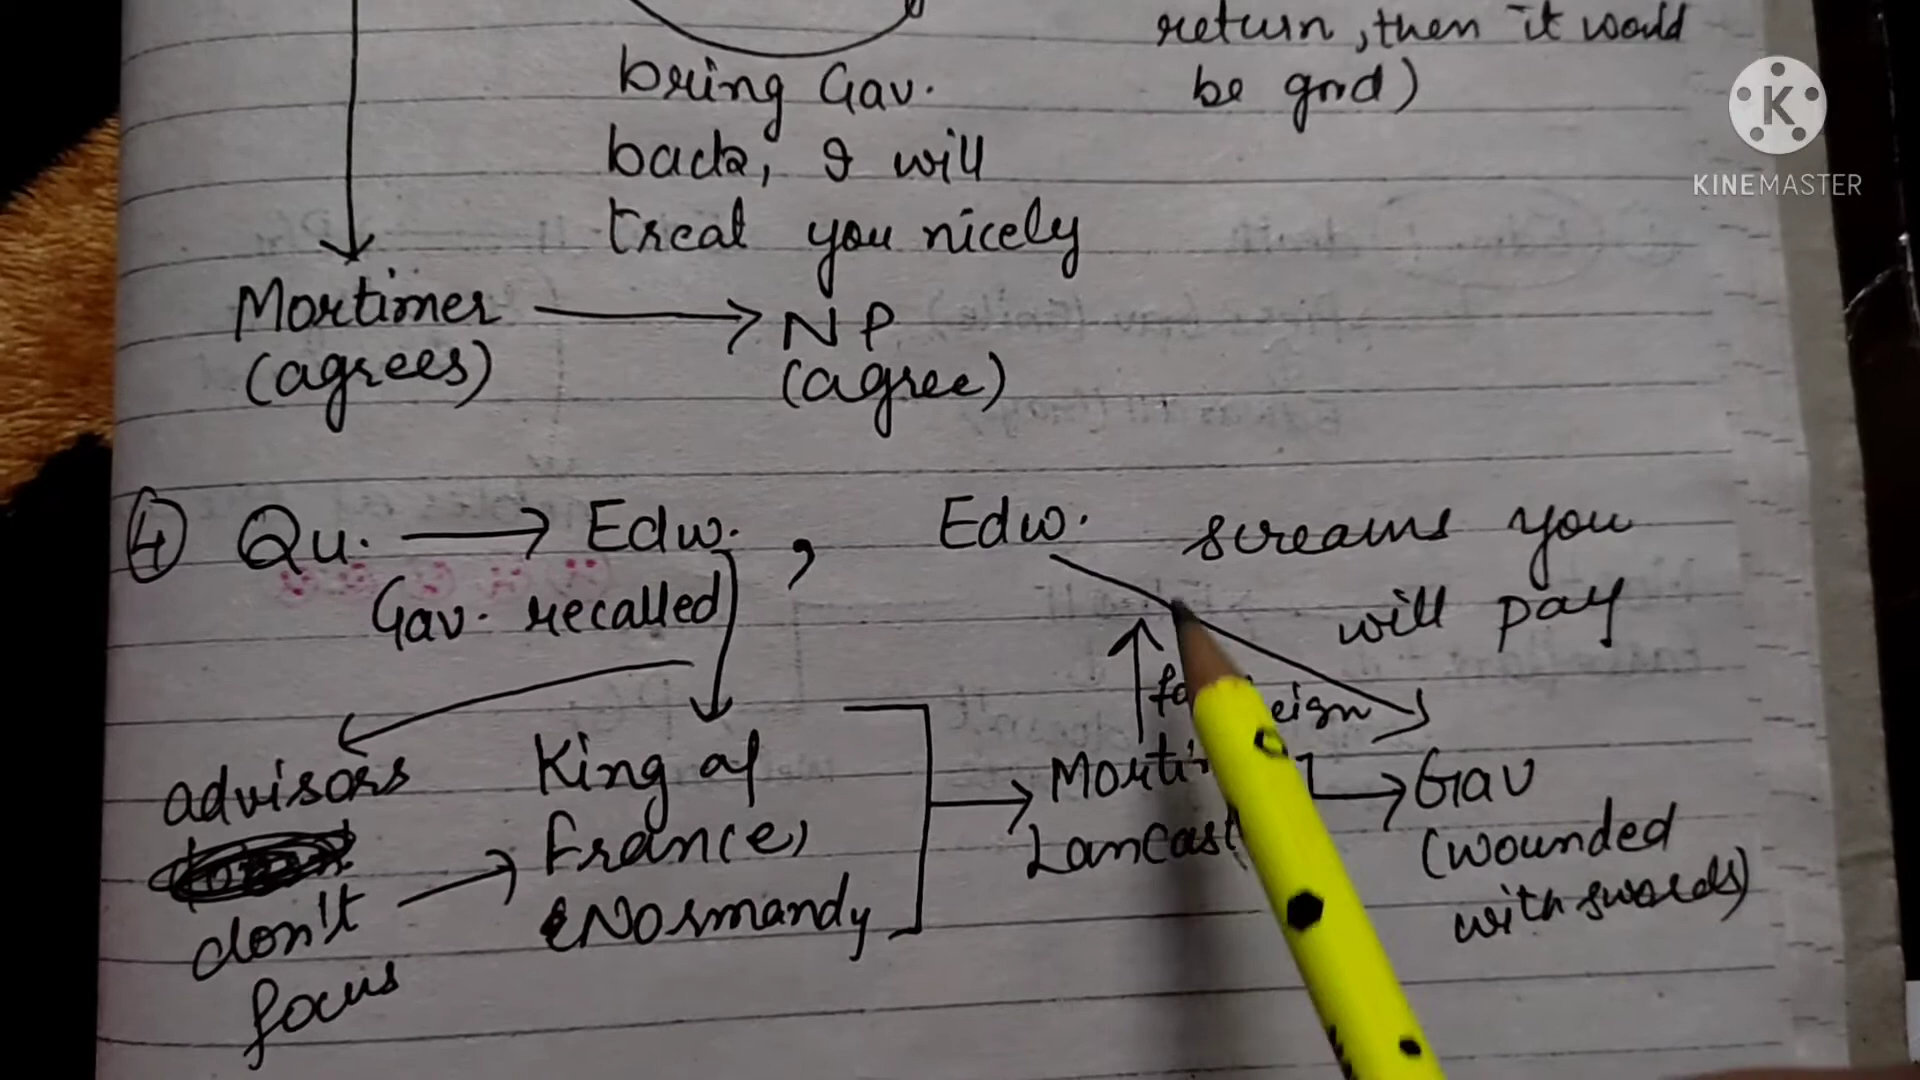 return, then it would
be good)
KINEMASTER
bring Gav.
back, I will
treat you nicely
Mortimer → NP
(agrees) (agree)
④ Qu. → Edw. , Edw. screams you
Gav. recalled will pay
advisors King of Morti Gav
don't France, Lancast (wounded
focus Normandy with swords)